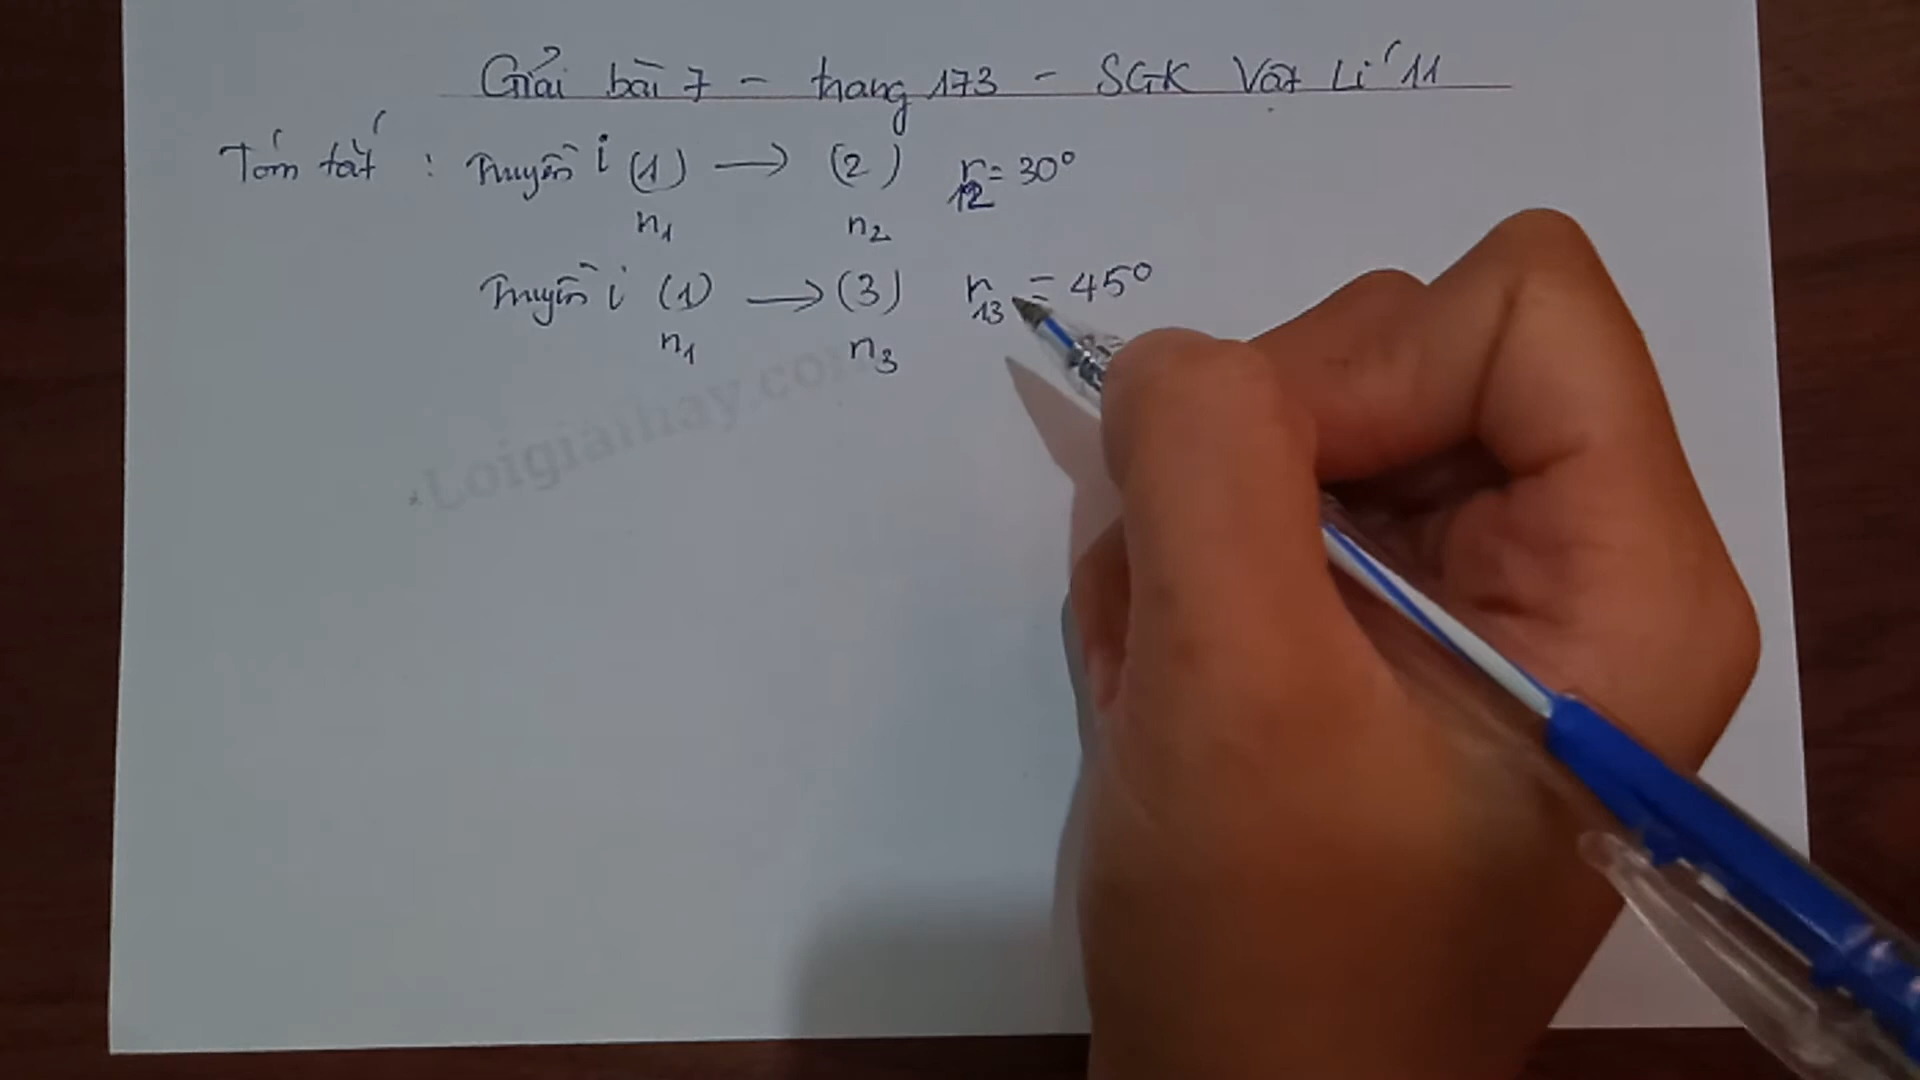 Giải bài 7 - trang 173 - SGK Vật Lí 11
Tóm tắt : Truyền i (1) → (2) r12 = 30°
n1 n2
Truyền i (1) → (3) r13 = 45°
n1 n3
Loigiaihay.com